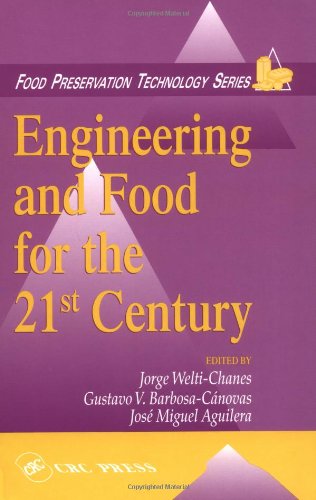 FOOD PRESERVATION TECHNOLOGY SERIES
Engineering
and Food
for the
21st Century
EDITED BY
Jorge Welti-Chanes
Gustavo V. Barbosa-Cánovas
José Miguel Aguilera
CRC
CRC PRESS